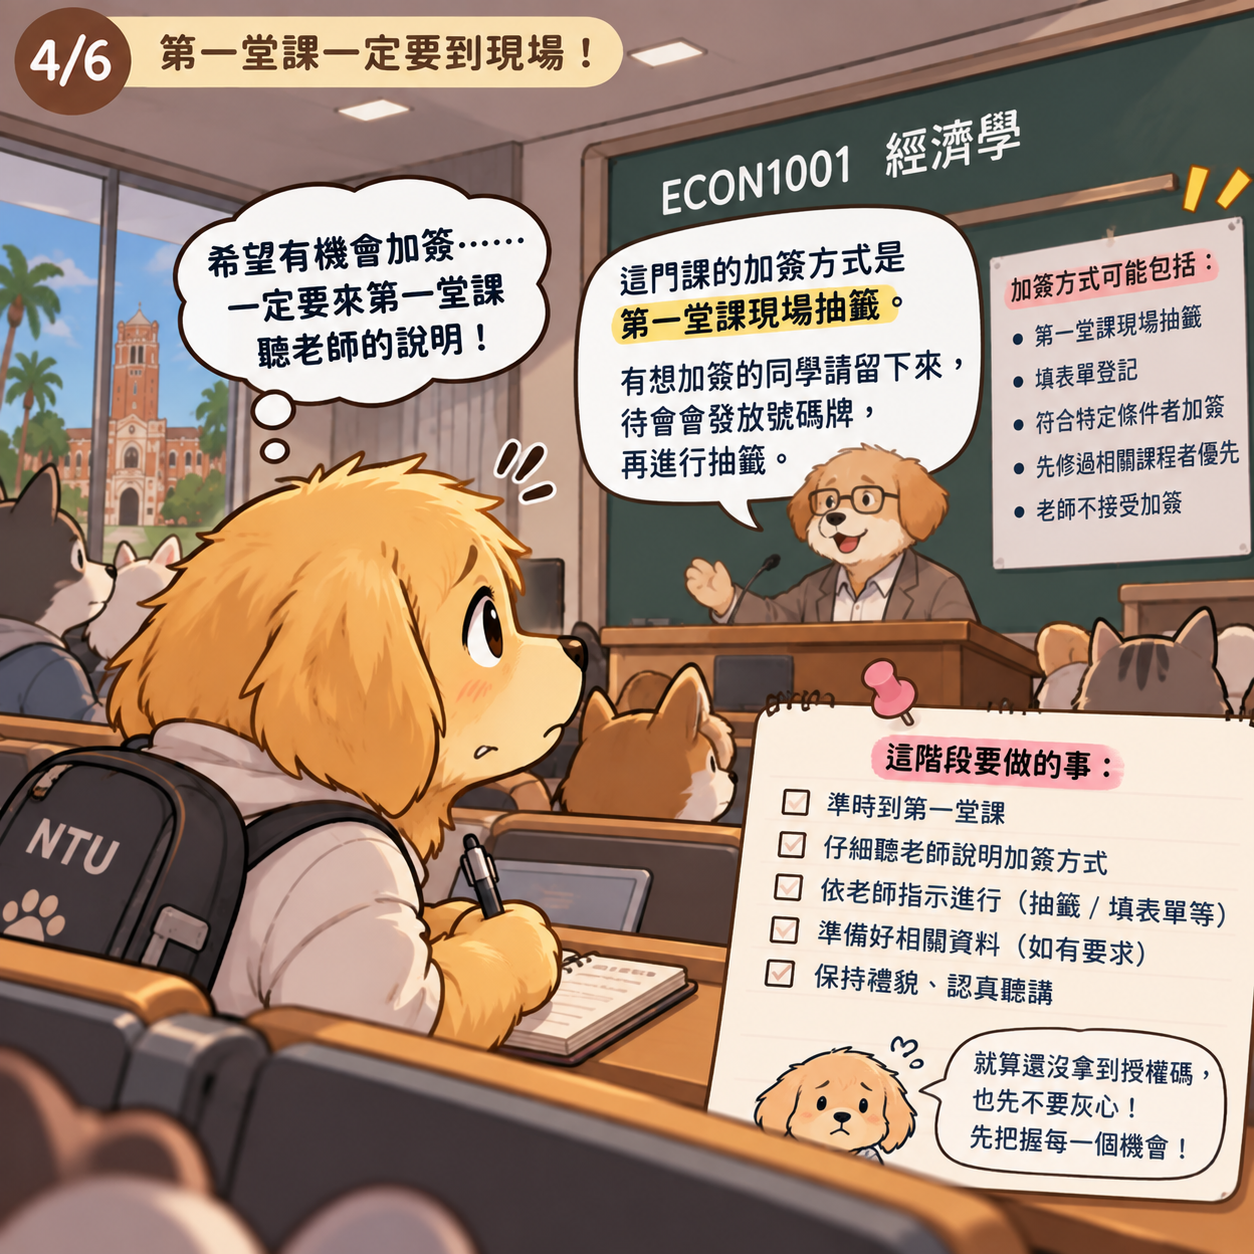 4/6
第一堂課一定要到現場！
ECON1001 經濟學
希望有機會加簽⋯⋯
一定要來第一堂課
聽老師的說明！
這門課的加簽方式是
第一堂課現場抽籤。
有想加簽的同學請留下來，
待會會發放號碼牌，
再進行抽籤。
加簽方式可能包括：
• 第一堂課現場抽籤
• 填表單登記
• 符合特定條件者加簽
• 先修過相關課程者優先
• 老師不接受加簽
NTU
這階段要做的事：
準時到第一堂課
仔細聽老師說明加簽方式
依老師指示進行（抽籤 / 填表單等）
準備好相關資料（如有要求）
保持禮貌、認真聽講
就算還沒拿到授權碼，
也先不要灰心！
先把握每一個機會！